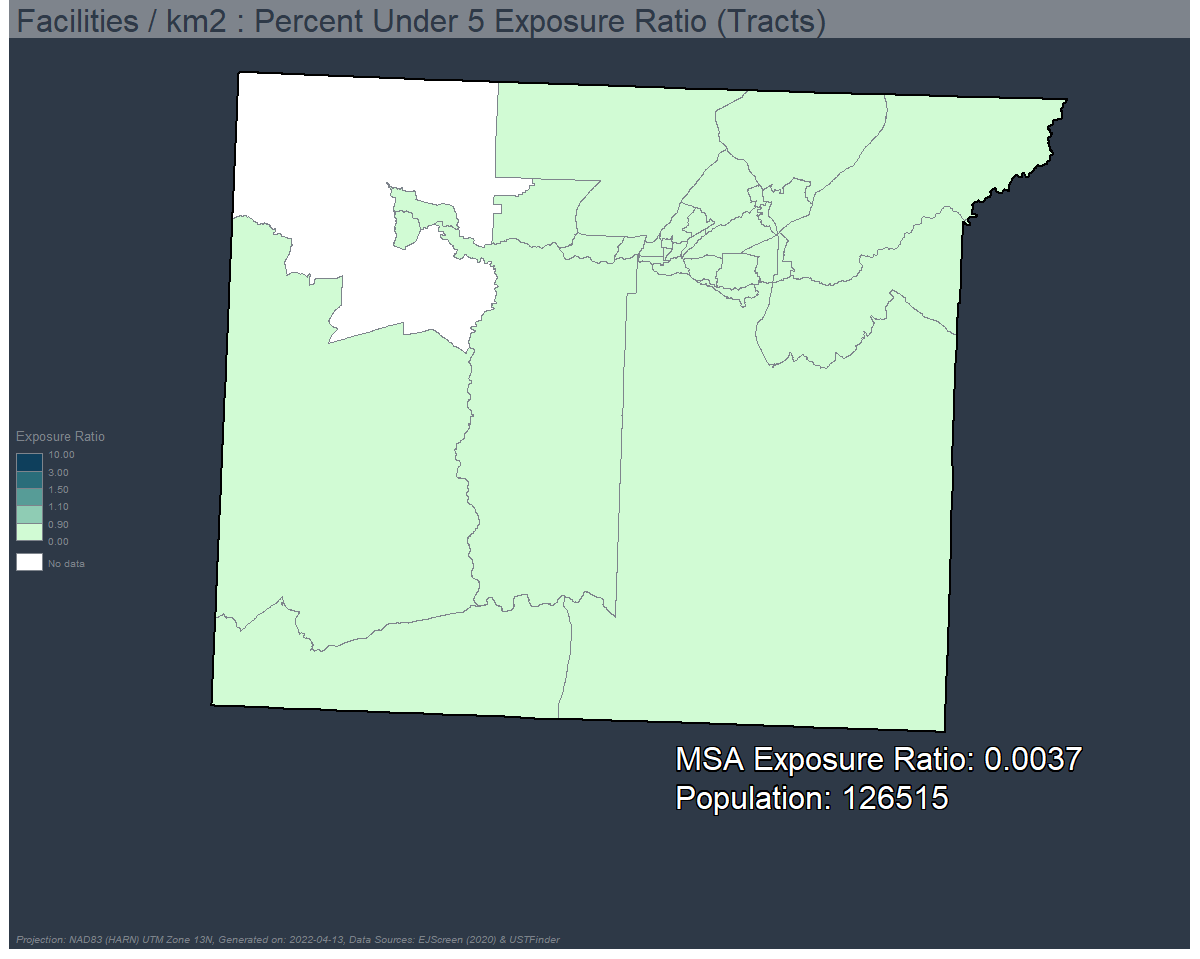 Facilities / km2 : Percent Under 5 Exposure Ratio (Tracts)
Exposure Ratio
10.00
3.00
1.50
1.10
0.90
0.00
No data
MSA Exposure Ratio: 0.0037
Population: 126515
Projection: NAD83 (HARN) UTM Zone 13N, Generated on: 2022-04-13, Data Sources: EJScreen (2020) & USTFinder